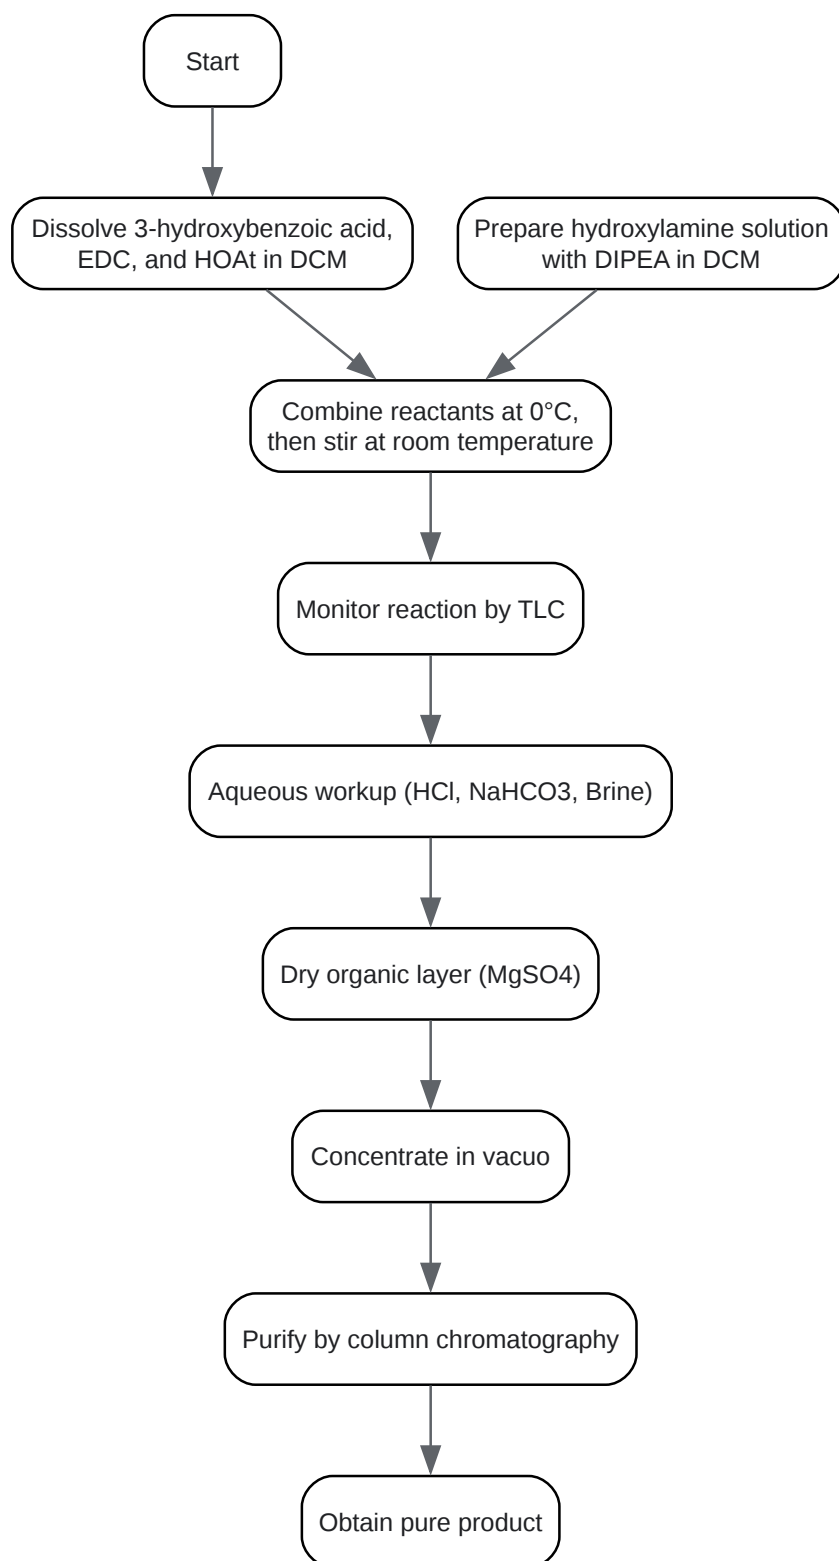 Start
Dissolve 3-hydroxybenzoic acid,
EDC, and HOAt in DCM
Prepare hydroxylamine solution
with DIPEA in DCM
Combine reactants at 0°C,
then stir at room temperature
Monitor reaction by TLC
Aqueous workup (HCl, NaHCO3, Brine)
Dry organic layer (MgSO4)
Concentrate in vacuo
Purify by column chromatography
Obtain pure product